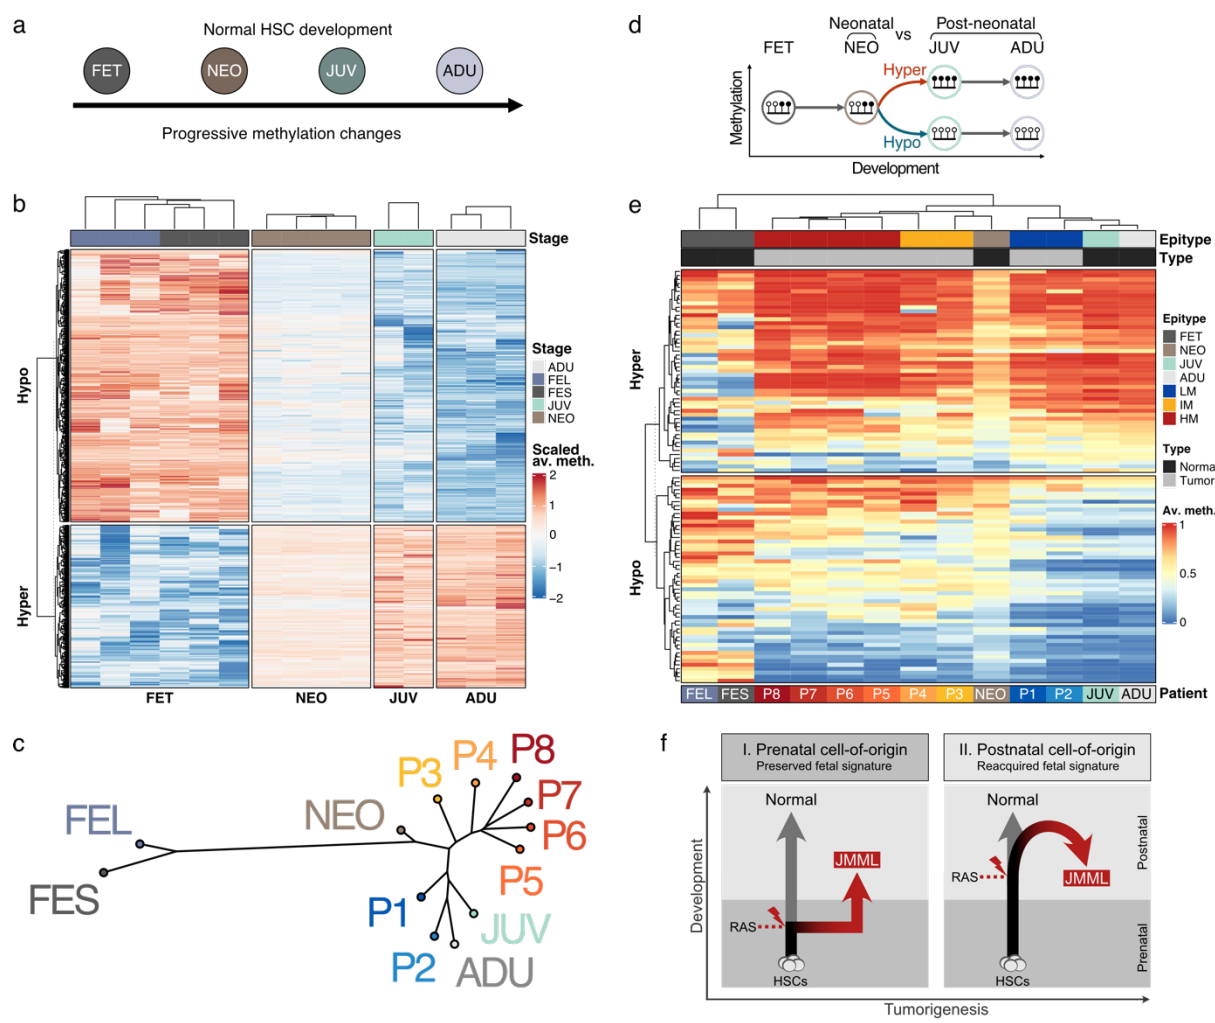 a
Normal HSC development
FET
NEO
JUV
ADU
Progressive methylation changes
d
Neonatal
vs
Post-neonatal
FET
NEO
JUV
ADU
Hyper
Hypo
Methylation
Development
b
Stage
Hypo
Hyper
FET
NEO
JUV
ADU
Stage
ADU
FEL
FES
JUV
NEO
Scaled
av. meth.
2
1
0
−1
−2
e
Epitype
Type
Hyper
Hypo
FEL
FES
P8
P7
P6
P5
P4
P3
NEO
P1
P2
JUV
ADU
Patient
Epitype
FET
NEO
JUV
ADU
LM
IM
HM
Type
Norma
Tumor
Av. meth.
1
0.5
0
c
FEL
FES
NEO
P3
P4
P8
P7
P6
P5
P1
P2
JUV
ADU
f
I. Prenatal cell-of-origin
Preserved fetal signature
II. Postnatal cell-of-origin
Reacquired fetal signature
Normal
JMML
RAS
HSCs
Normal
JMML
RAS
HSCs
Postnatal
Prenatal
Development
Tumorigenesis